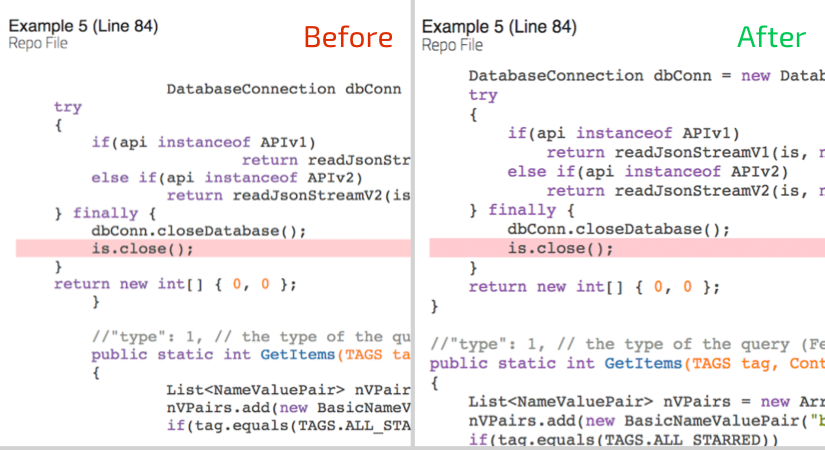 Example 5 (Line 84)
Repo File
Before
DatabaseConnection dbConn
try
{
if(api instanceof APIv1)
return readJsonStr
else if(api instanceof APIv2)
return readJsonStreamV2(is
} finally {
dbConn.closeDatabase();
is.close();
}
return new int[] { 0, 0 };
}
//"type": 1, // the type of the qu
public static int GetItems(TAGS ta
{
List<NameValuePair> nVPair
nVPairs.add(new BasicNameV
if(tag.equals(TAGS.ALL_STA
Example 5 (Line 84)
Repo File
After
DatabaseConnection dbConn = new Datab
try
{
if(api instanceof APIv1)
return readJsonStreamV1(is, n
else if(api instanceof APIv2)
return readJsonStreamV2(is, n
} finally {
dbConn.closeDatabase();
is.close();
}
return new int[] { 0, 0 };
}
//"type": 1, // the type of the query (Fe
public static int GetItems(TAGS tag, Cont
{
List<NameValuePair> nVPairs = new Arr
nVPairs.add(new BasicNameValuePair("b
if(tag.equals(TAGS.ALL_STARRED))